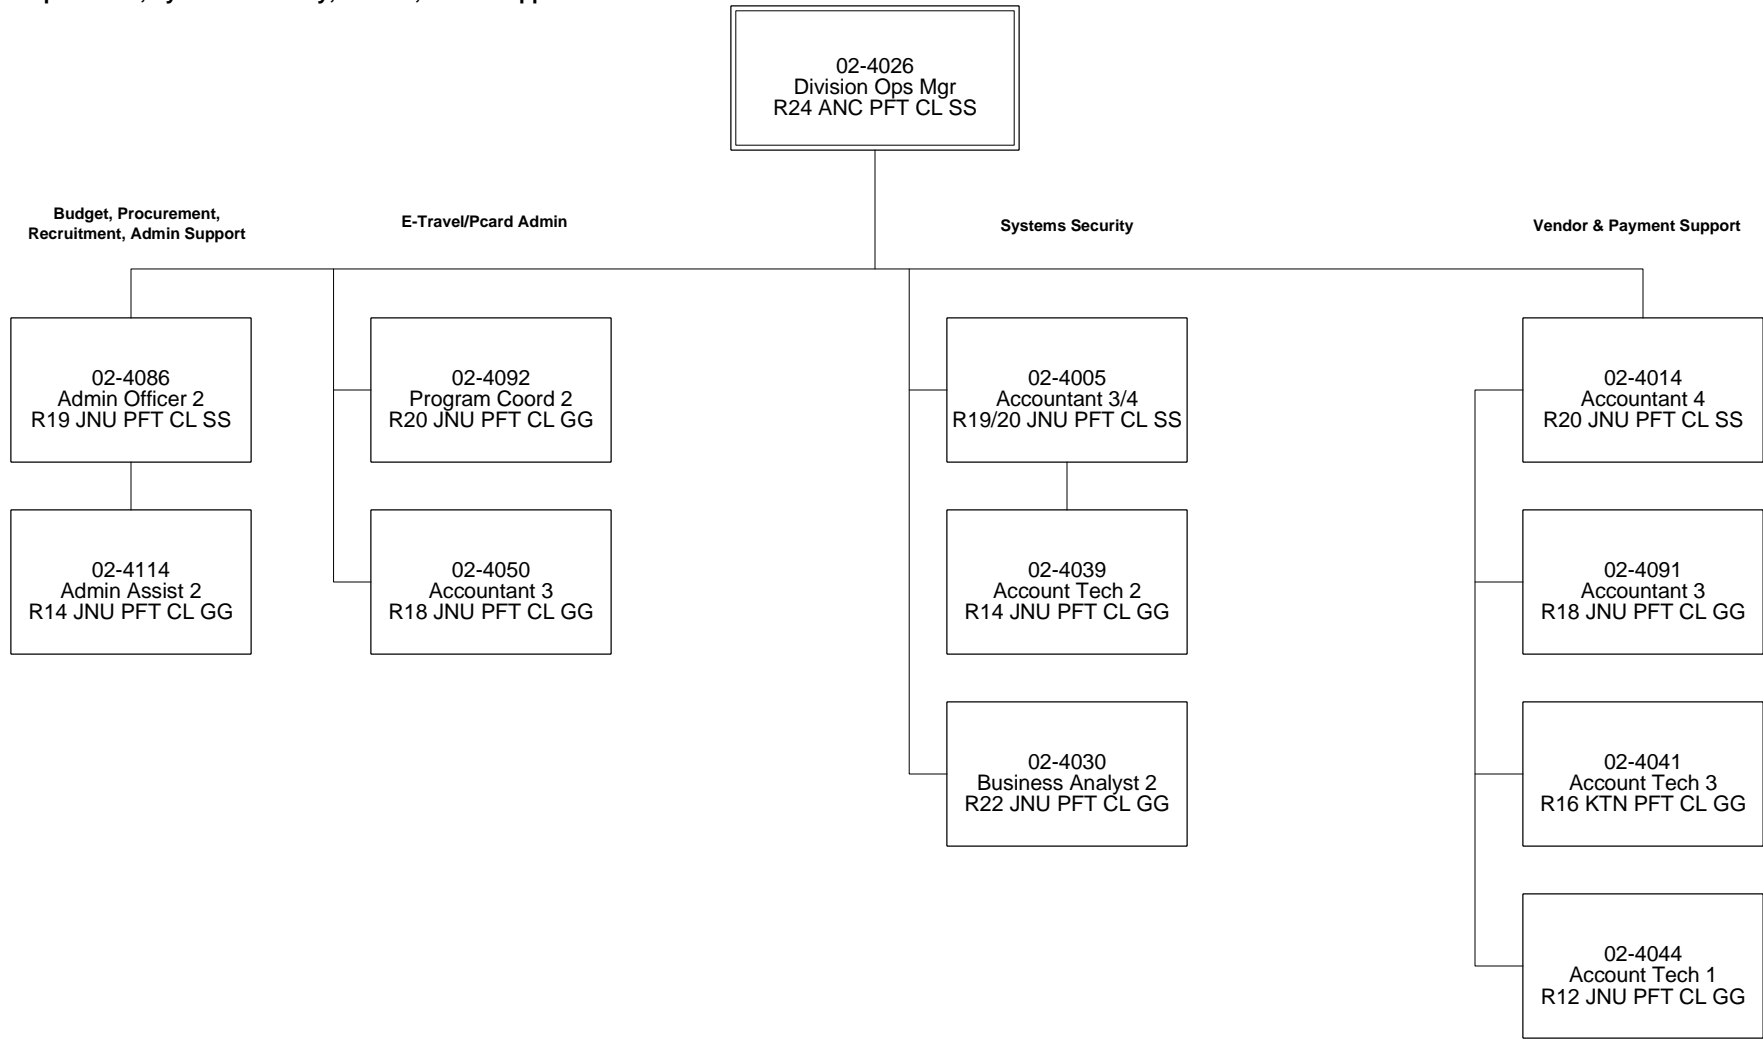 02-4026
Division Ops Mgr
R24 ANC PFT CL SS
Budget, Procurement,
Recruitment, Admin Support
E-Travel/Pcard Admin
Systems Security
Vendor & Payment Support
02-4086
Admin Officer 2
R19 JNU PFT CL SS
02-4092
Program Coord 2
R20 JNU PFT CL GG
02-4005
Accountant 3/4
R19/20 JNU PFT CL SS
02-4014
Accountant 4
R20 JNU PFT CL SS
02-4114
Admin Assist 2
R14 JNU PFT CL GG
02-4050
Accountant 3
R18 JNU PFT CL GG
02-4039
Account Tech 2
R14 JNU PFT CL GG
02-4091
Accountant 3
R18 JNU PFT CL GG
02-4030
Business Analyst 2
R22 JNU PFT CL GG
02-4041
Account Tech 3
R16 KTN PFT CL GG
02-4044
Account Tech 1
R12 JNU PFT CL GG